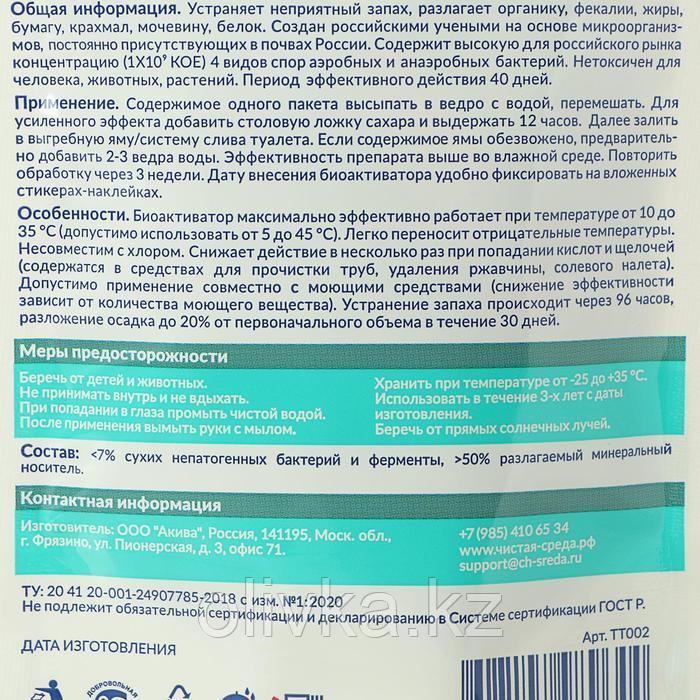 Общая информация. Устраняет неприятный запах, разлагает органику, фекалии, жиры,
бумагу, крахмал, мочевину, белок. Создан российскими учеными на основе микрооргани-
змов, постоянно присутствующих в почвах России. Содержит высокую для российского рынка
концентрацию (1X10⁹ КОЕ) 4 видов спор аэробных и анаэробных бактерий. Нетоксичен для
человека, животных, растений. Период эффективного действия 40 дней.
Применение. Содержимое одного пакета высыпать в ведро с водой, перемешать. Для
усиленного эффекта добавить столовую ложку сахара и выдержать 12 часов. Далее залить
в выгребную яму/систему слива туалета. Если содержимое ямы обезвожено, предваритель-
но добавить 2-3 ведра воды. Эффективность препарата выше во влажной среде. Повторить
обработку через 3 недели. Дату внесения биоактиватора удобно фиксировать на вложенных
стикерах-наклейках.
Особенности. Биоактиватор максимально эффективно работает при температуре от 10 до
35 °C (допустимо использовать от 5 до 45 °C). Легко переносит отрицательные температуры.
Несовместим с хлором. Снижает действие в несколько раз при попадании кислот и щелочей
(содержатся в средствах для прочистки труб, удаления ржавчины, солевого налета).
Допустимо применение совместно с моющими средствами (снижение эффективности
зависит от количества моющего вещества). Устранение запаха происходит через 96 часов,
разложение осадка до 20% от первоначального объема в течение 30 дней.
Меры предосторожности
Беречь от детей и животных.
Не принимать внутрь и не вдыхать.
При попадании в глаза промыть чистой водой.
После применения вымыть руки с мылом.
Хранить при температуре от -25 до +35 °C.
Использовать в течение 3-х лет с даты
изготовления.
Беречь от прямых солнечных лучей.
Состав: <7% сухих непатогенных бактерий и ферменты, >50% разлагаемый минеральный
носитель.
Контактная информация
Изготовитель: ООО "Акива", Россия, 141195, Моск. обл.,
г. Фрязино, ул. Пионерская, д. 3, офис 71.
+7 (985) 410 65 34
www.чистая-среда.рф
support@ch-sreda.ru
ТУ: 20 41 20-001-24907785-2018 с изм. №1:2020
Не подлежит обязательной сертификации и декларированию в Системе сертификации ГОСТ Р.
olivka.kz
Арт. ТТ002
ДАТА ИЗГОТОВЛЕНИЯ
ДОБРОВОЛЬНАЯ